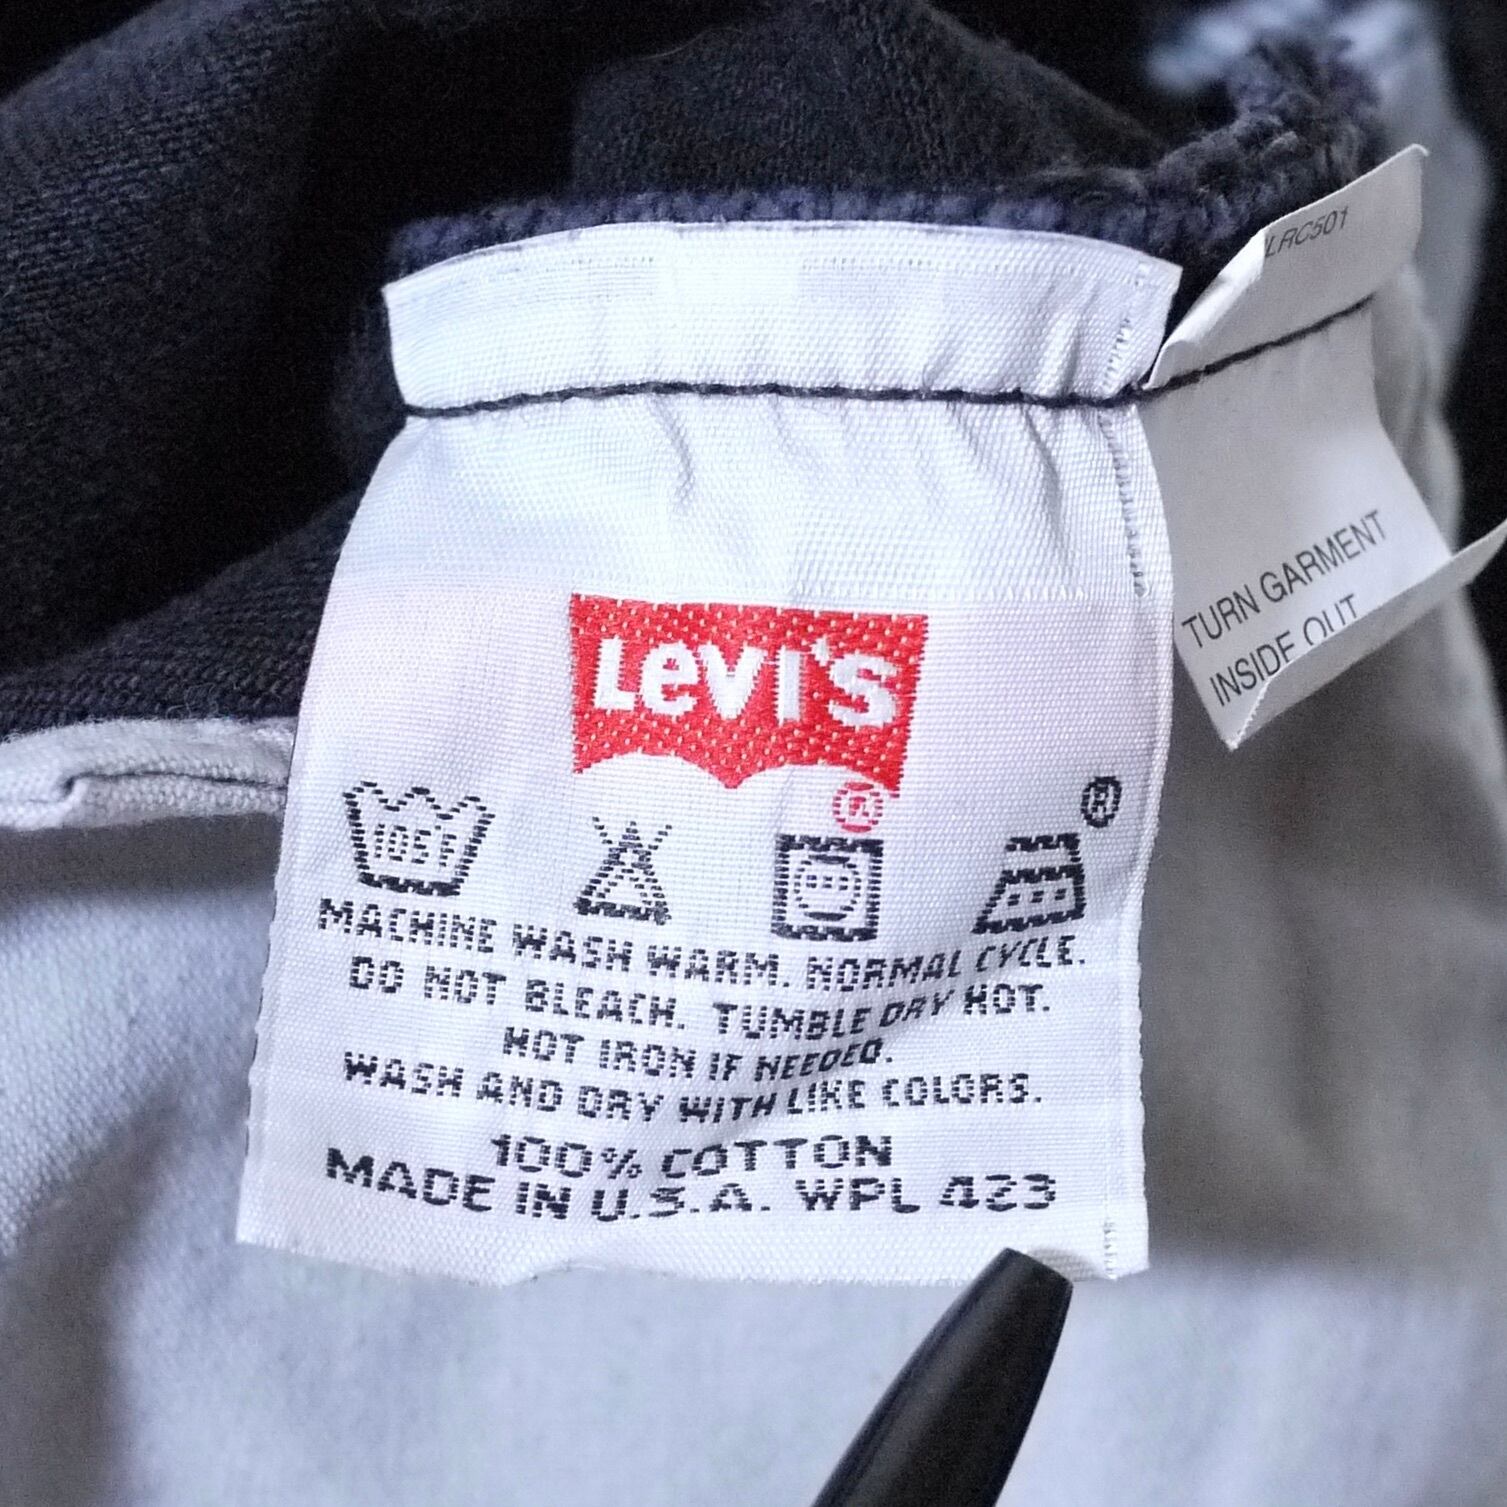 LRC501
TURN GARMENT
INSIDE OUT
LEVI'S
®
®
105F
MACHINE WASH WARM. NORMAL CYCLE.
DO NOT BLEACH. TUMBLE DRY HOT.
HOT IRON IF NEEDED.
WASH AND DRY WITH LIKE COLORS.
100% COTTON
MADE IN U.S.A. WPL 423